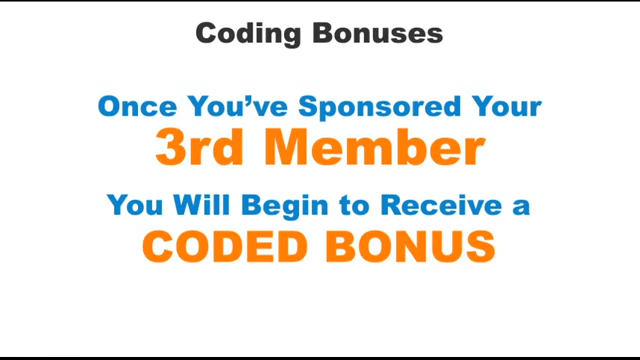 Coding Bonuses
Once You’ve Sponsored Your
3rd Member
You Will Begin to Receive a
CODED BONUS